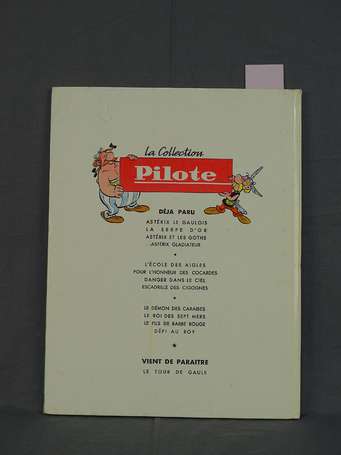 La Collection
Pilote
DÉJA PARU
ASTÉRIX LE GAULOIS
LA SERPE D'OR
ASTÉRIX ET LES GOTHS
ASTÉRIX GLADIATEUR
L'ÉCOLE DES AIGLES
POUR L'HONNEUR DES COCARDES
DANGER DANS LE CIEL
ESCADRILLE DES CIGOGNES
LE DÉMON DES CARAIBES
LE ROI DES SEPT MERS
LE FILS DE BARBE ROUGE
DÉFI AU ROY
VIENT DE PARAITRE
LE TOUR DE GAULE